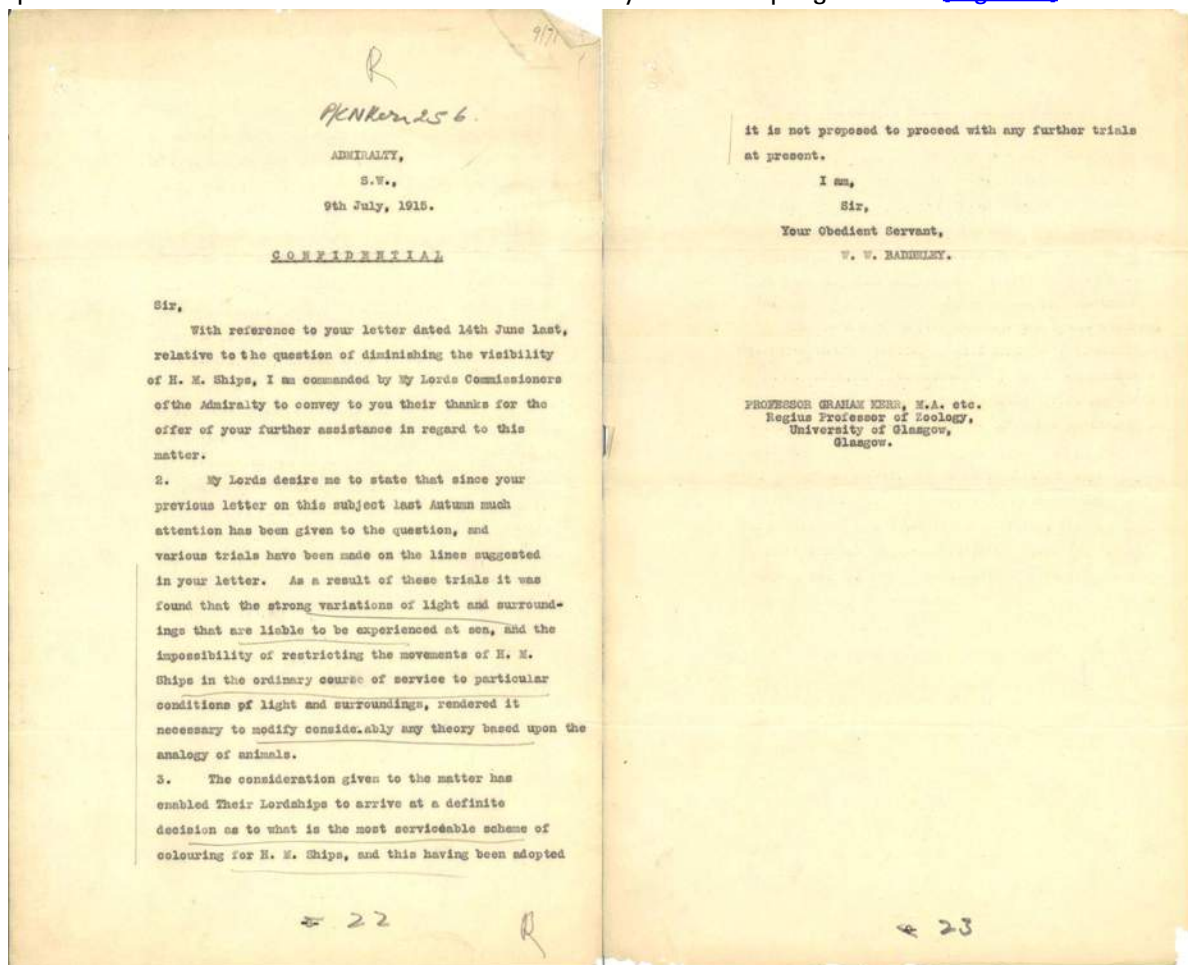 9/7
R
256.
ADMIRALTY,
S.W.,
9th July, 1915.
CONFIDENTIAL
Sir,
With reference to your letter dated 14th June last,
relative to the question of diminishing the visibility
of H. M. Ships, I am commanded by My Lords Commissioners
ofthe Admiralty to convey to you their thanks for the
offer of your further assistance in regard to this
matter.
2. My Lords desire me to state that since your
previous letter on this subject last Autumn much
attention has been given to the question, and
various trials have been made on the lines suggested
in your letter. As a result of these trials it was
found that the strong variations of light and surround-
ings that are liable to be experienced at sea, and the
impossibility of restricting the movements of H. M.
Ships in the ordinary course of service to particular
conditions pf light and surroundings, rendered it
necessary to modify conside.ably any theory based upon the
analogy of animals.
3. The consideration given to the matter has
enabled Their Lordships to arrive at a definite
decision as to what is the most serviceable scheme of
colouring for H. M. Ships, and this having been adopted
22
R
it is not proposed to proceed with any further trials
at present.
I am,
Sir,
Your Obedient Servant,
W. W. BADDELEY.
PROFESSOR GRAHAM KERR, M.A. etc.
Regius Professor of Zoology,
University of Glasgow,
Glasgow.
23